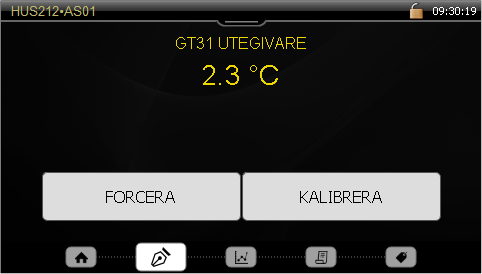 HUS212•AS01
09:30:19
GT31 UTEGIVARE
2.3 °C
FORCERA
KALIBRERA